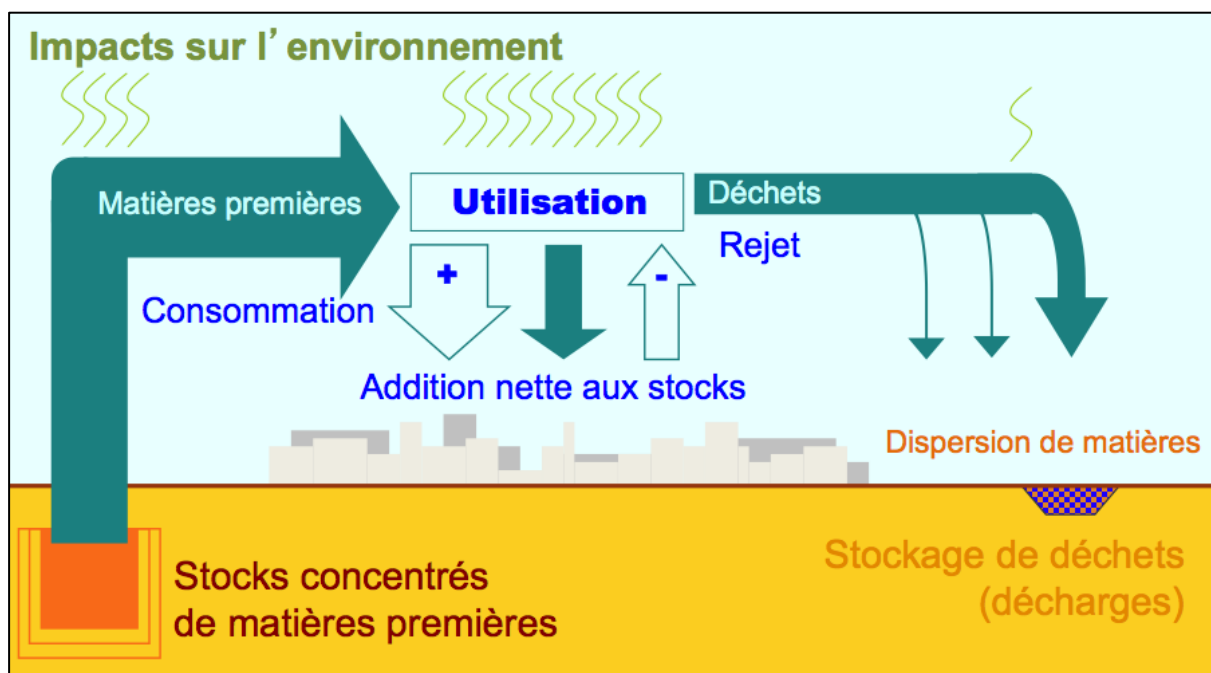 Impacts sur l’ environnement
Matières premières
Utilisation
Déchets
Rejet
+
-
Consommation
Addition nette aux stocks
Dispersion de matières
Stocks concentrés
de matières premières
Stockage de déchets
(décharges)